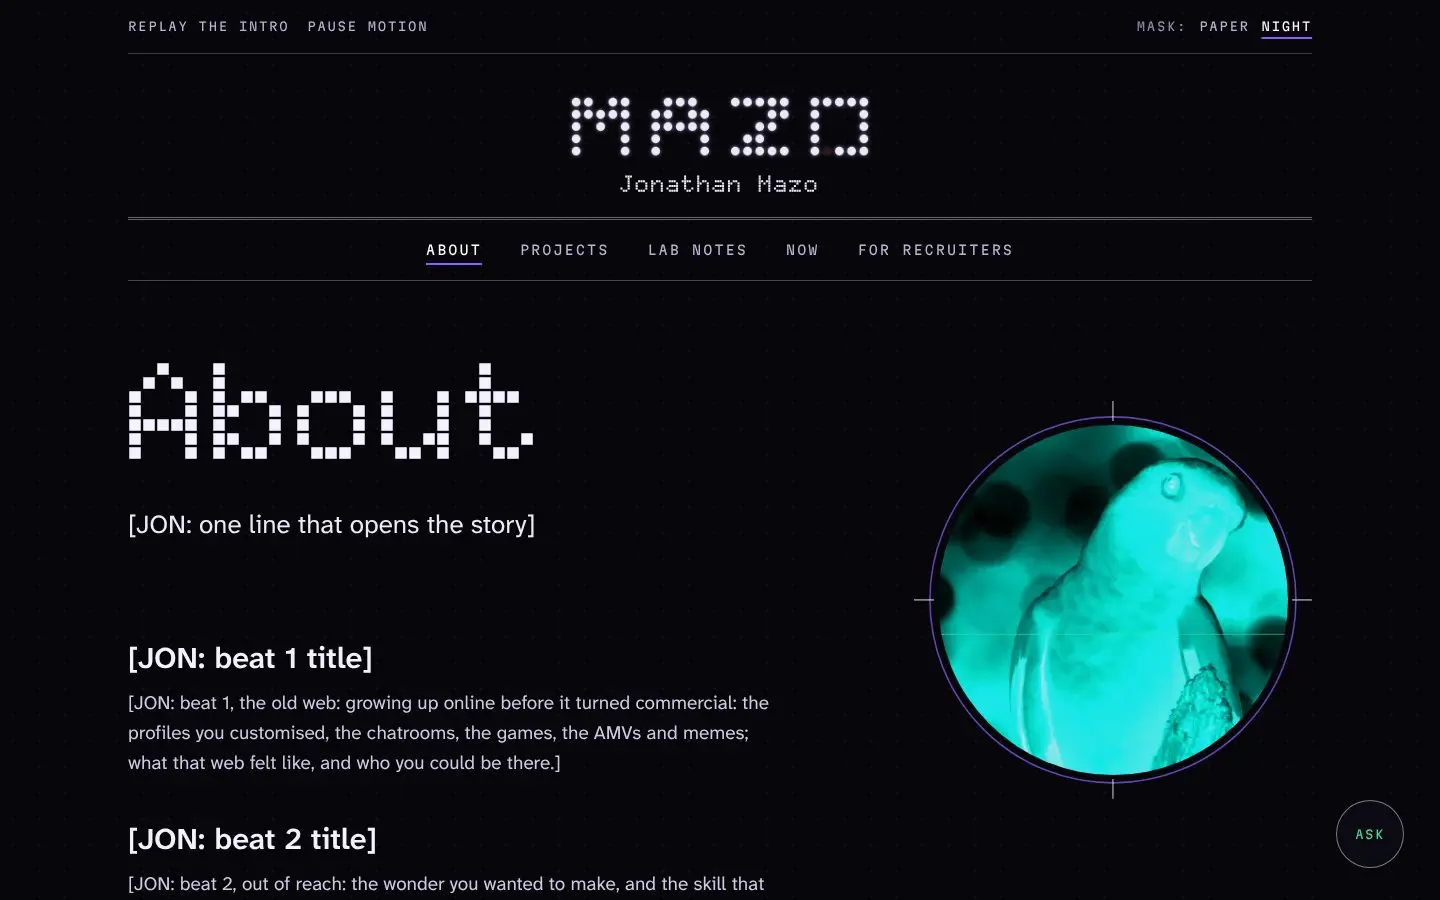 REPLAY THE INTRO PAUSE MOTION
MASK: PAPER NIGHT
MAZO
Jonathan Mazo
ABOUT PROJECTS LAB NOTES NOW FOR RECRUITERS
About
[JON: one line that opens the story]
[JON: beat 1 title]
[JON: beat 1, the old web: growing up online before it turned commercial: the
profiles you customised, the chatrooms, the games, the AMVs and memes;
what that web felt like, and who you could be there.]
[JON: beat 2 title]
[JON: beat 2, out of reach: the wonder you wanted to make, and the skill that
ASK